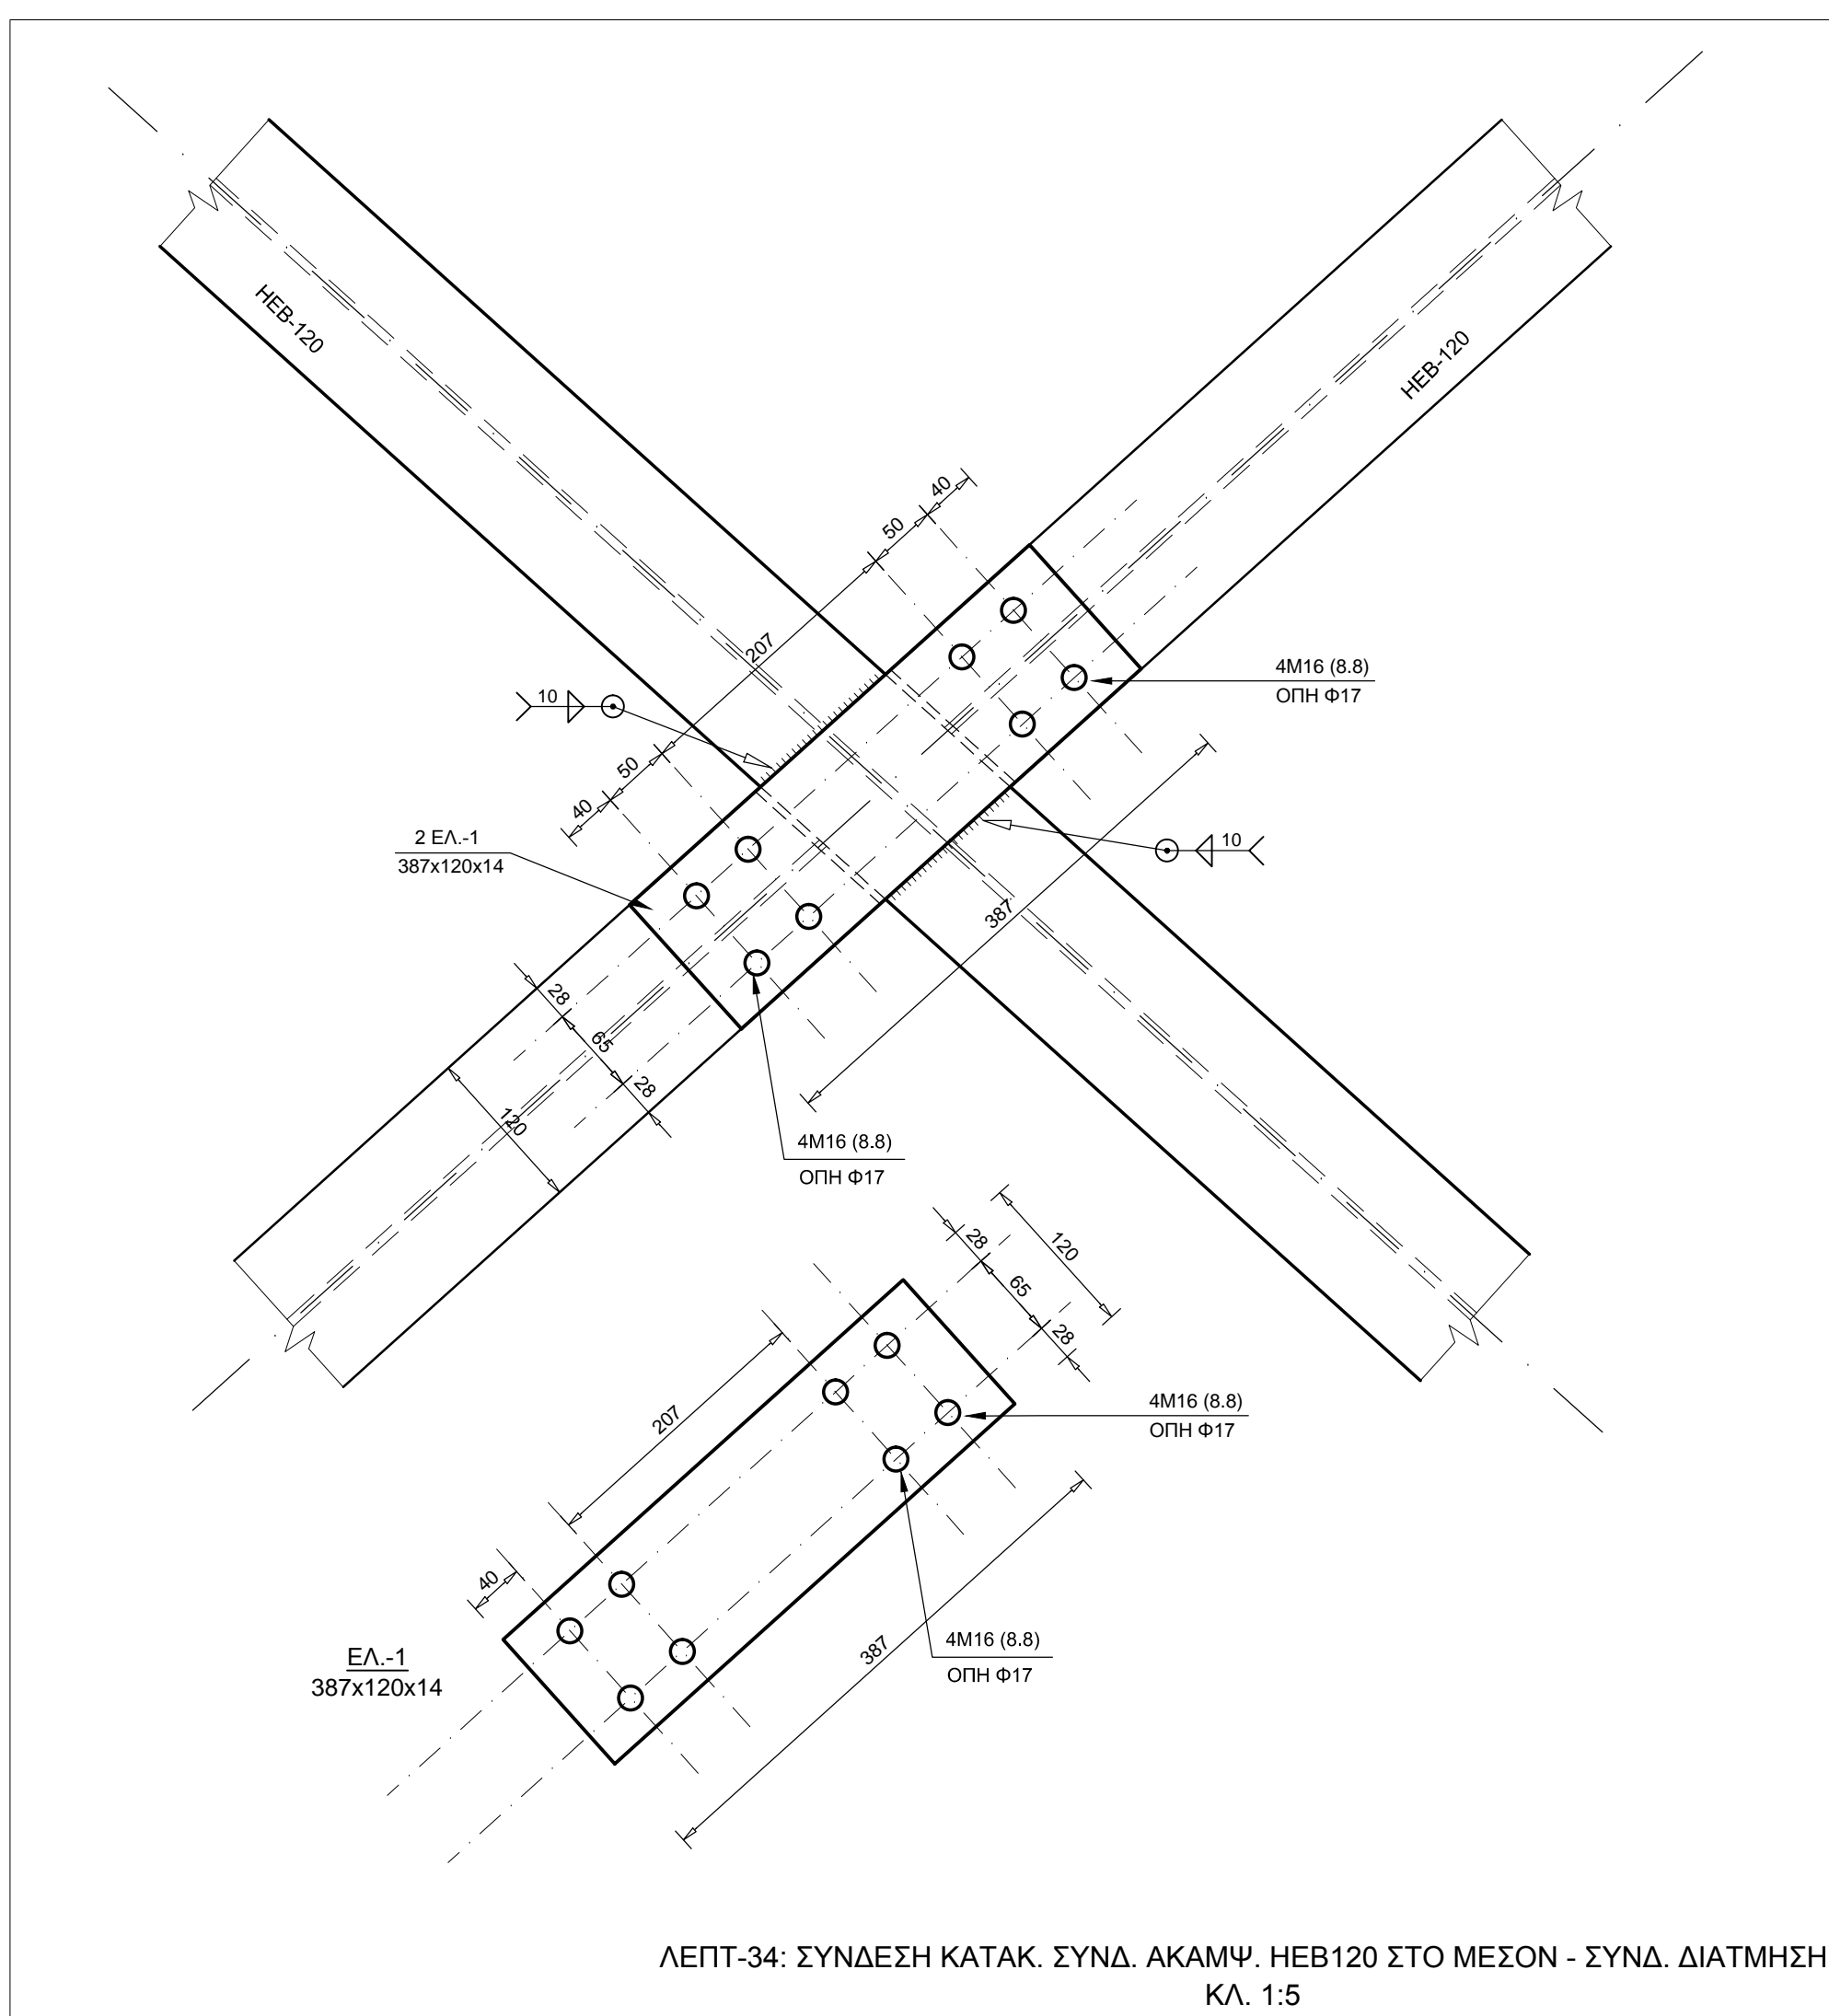 HEB-120
HEB-120
40
50
207
10
4M16 (8.8)
ΟΠΗ Φ17
50
40
2 ΕΛ.-1
387x120x14
10
387
28
65
28
120
4M16 (8.8)
ΟΠΗ Φ17
28
120
65
28
207
4M16 (8.8)
ΟΠΗ Φ17
40
387
4M16 (8.8)
ΟΠΗ Φ17
ΕΛ.-1
387x120x14
ΛΕΠΤ-34: ΣΥΝΔΕΣΗ ΚΑΤΑΚ. ΣΥΝΔ. ΑΚΑΜΨ. HEB120 ΣΤΟ ΜΕΣΟΝ - ΣΥΝΔ. ΔΙΑΤΜΗΣΗ
ΚΛ. 1:5